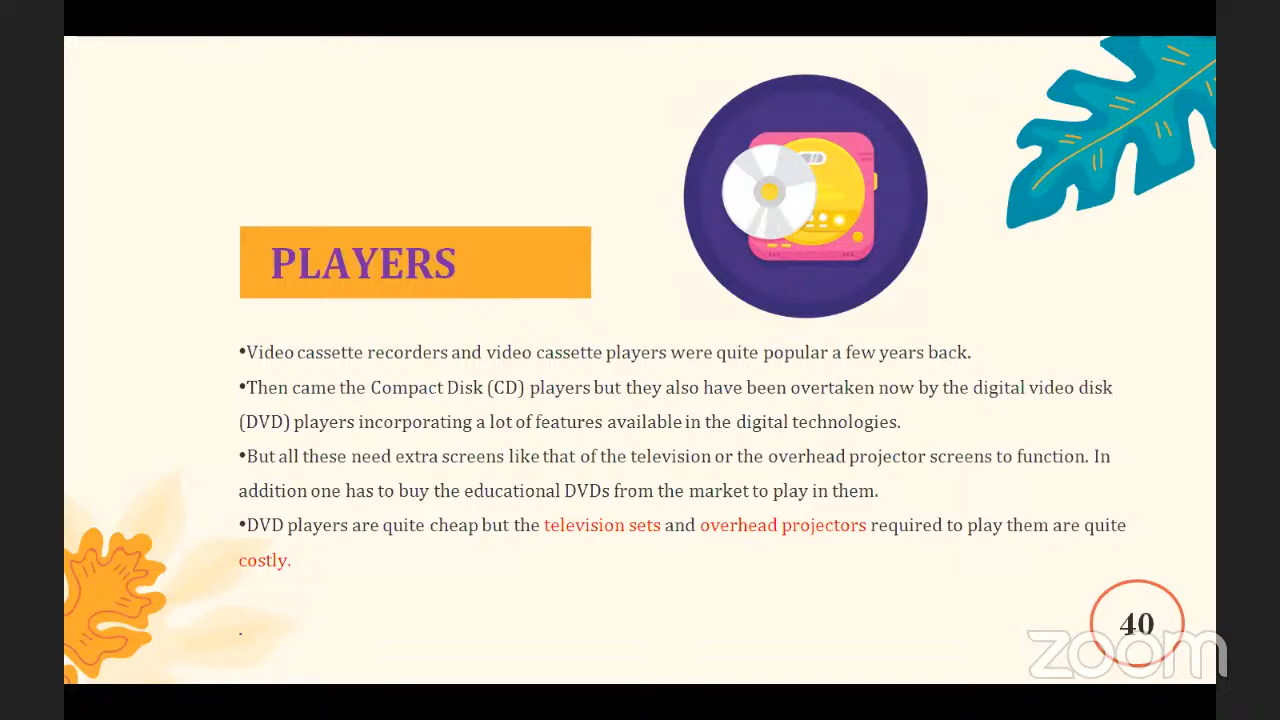 PLAYERS
•Video cassette recorders and video cassette players were quite popular a few years back.
•Then came the Compact Disk (CD) players but they also have been overtaken now by the digital video disk
(DVD) players incorporating a lot of features available in the digital technologies.
•But all these need extra screens like that of the television or the overhead projector screens to function. In
addition one has to buy the educational DVDs from the market to play in them.
•DVD players are quite cheap but the television sets and overhead projectors required to play them are quite
costly.
.
40
zoom